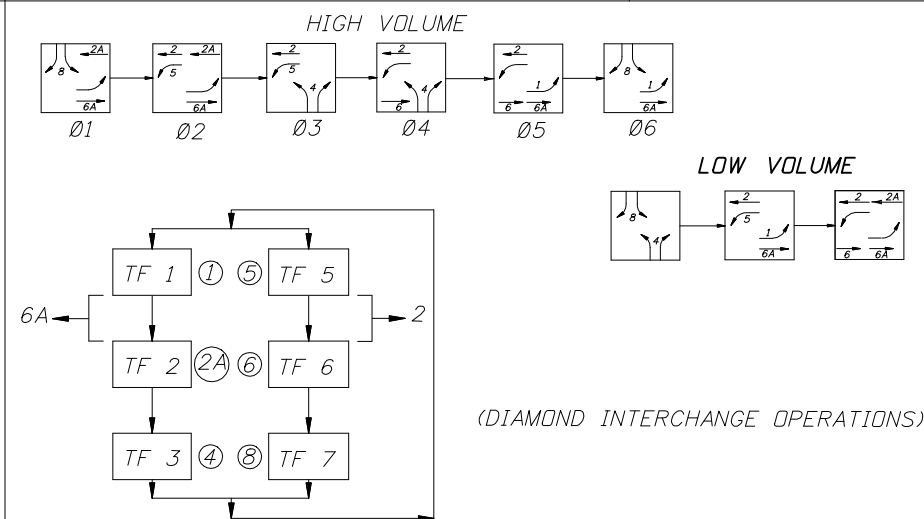 HIGH VOLUME
8 2A 6A
2 2A 5 6A
2 5 4
2 6 4
2 1 6 6A
8 1 6A
Ø1 Ø2 Ø3 Ø4 Ø5 Ø6
LOW VOLUME
8 4
2 5 1 6A
2 2A 6 6A
TF 1 1 5 TF 5
6A 2
TF 2 2A 6 TF 6
(DIAMOND INTERCHANGE OPERATIONS)
TF 3 4 8 TF 7